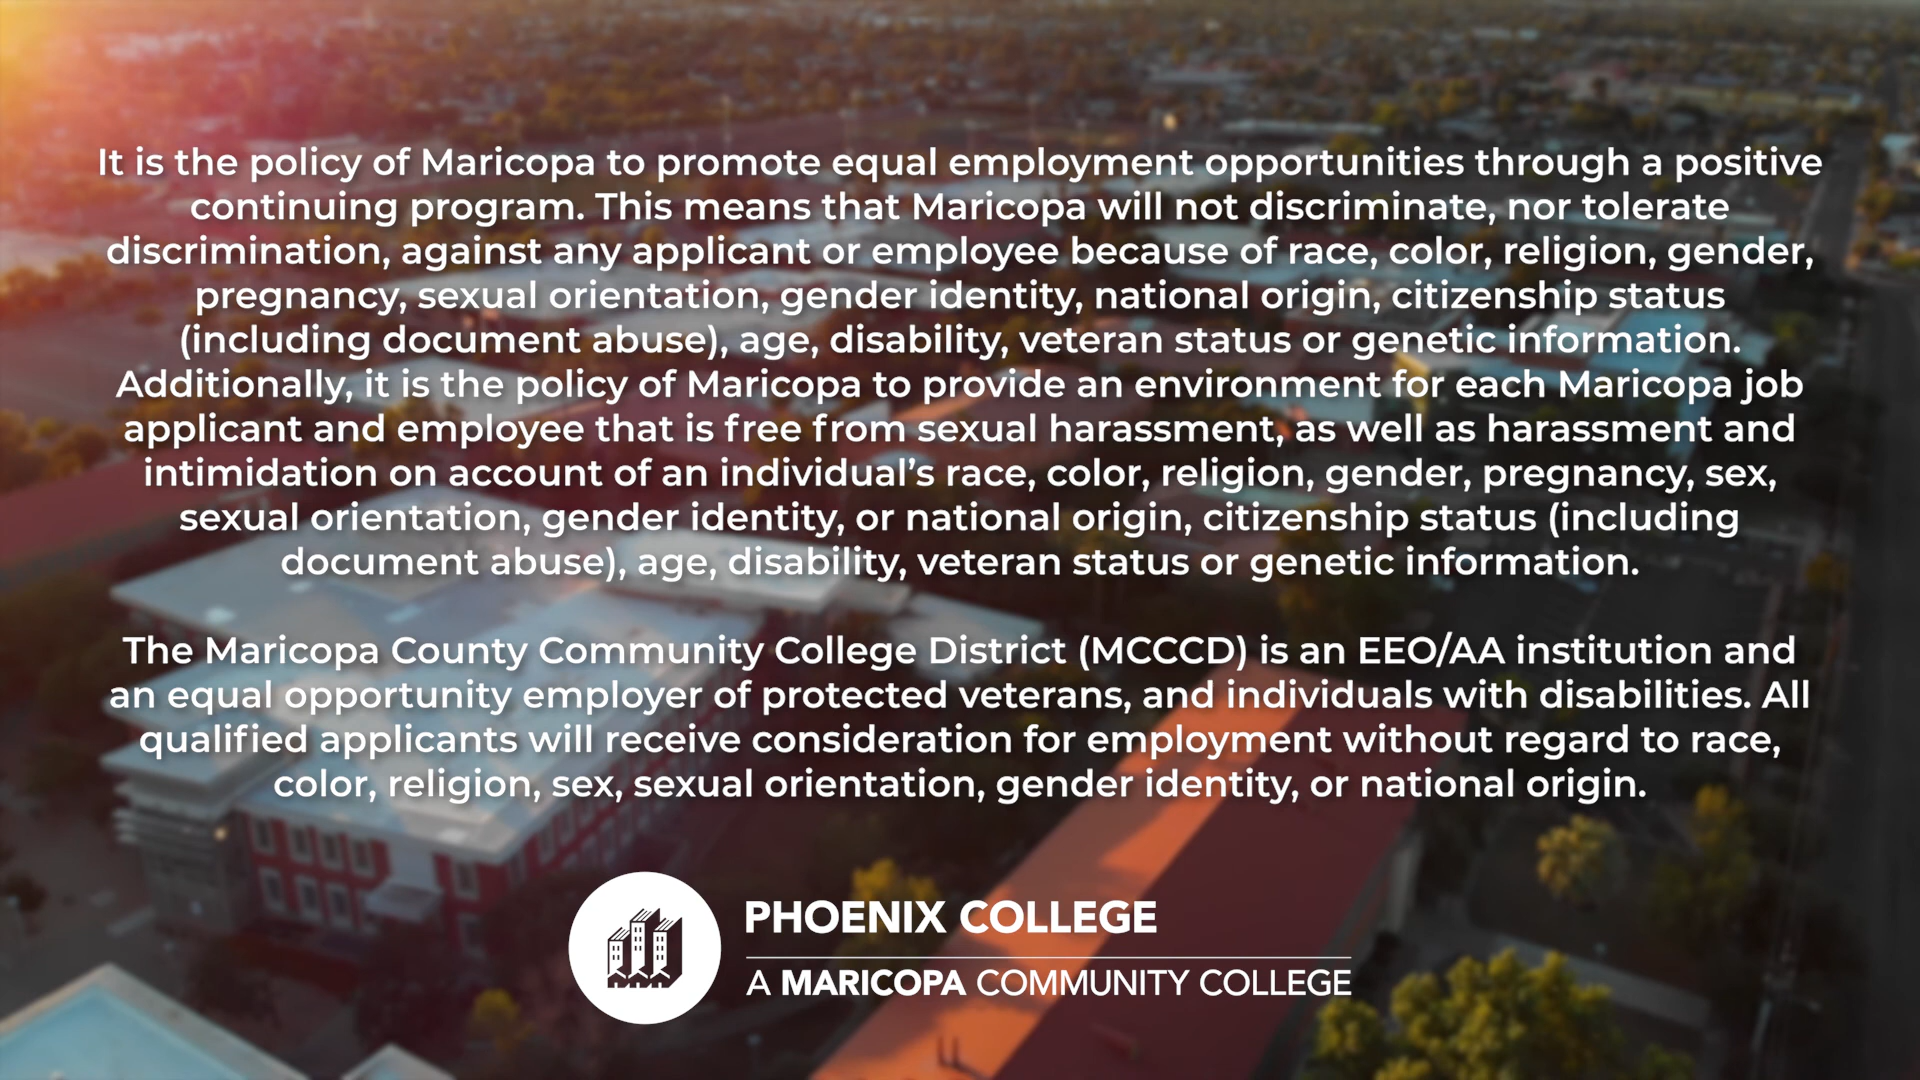 It is the policy of Maricopa to promote equal employment opportunities through a positive
continuing program. This means that Maricopa will not discriminate, nor tolerate
discrimination, against any applicant or employee because of race, color, religion, gender,
pregnancy, sexual orientation, gender identity, national origin, citizenship status
(including document abuse), age, disability, veteran status or genetic information.
Additionally, it is the policy of Maricopa to provide an environment for each Maricopa job
applicant and employee that is free from sexual harassment, as well as harassment and
intimidation on account of an individual’s race, color, religion, gender, pregnancy, sex,
sexual orientation, gender identity, or national origin, citizenship status (including
document abuse), age, disability, veteran status or genetic information.
The Maricopa County Community College District (MCCCD) is an EEO/AA institution and
an equal opportunity employer of protected veterans, and individuals with disabilities. All
qualified applicants will receive consideration for employment without regard to race,
color, religion, sex, sexual orientation, gender identity, or national origin.
PHOENIX COLLEGE
A MARICOPA COMMUNITY COLLEGE